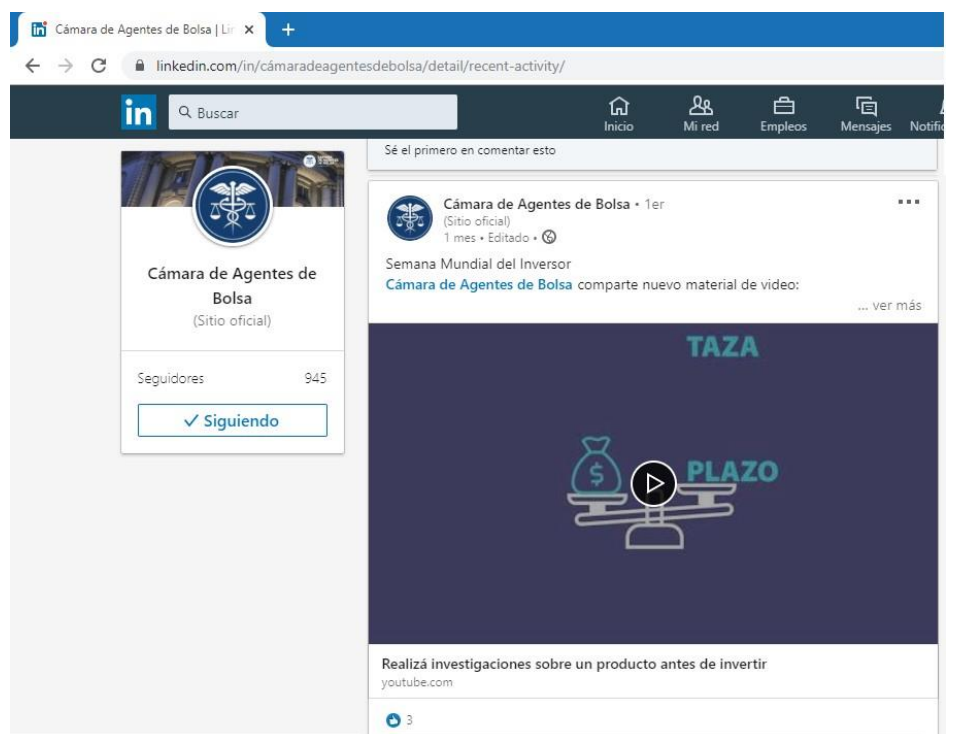 Cámara de Agentes de Bolsa | Lin
linkedin.com/in/cámaradeagentesdebolsa/detail/recent-activity/
in
Buscar
Inicio
Mi red
Empleos
Mensajes
Notific
Cámara de Agentes de
Bolsa
(Sitio oficial)
Seguidores 945
Siguiendo
Sé el primero en comentar esto
Cámara de Agentes de Bolsa • 1er
(Sitio oficial)
1 mes • Editado •
Semana Mundial del Inversor
Cámara de Agentes de Bolsa comparte nuevo material de video:
... ver más
TAZA
$
PLAZO
Realizá investigaciones sobre un producto antes de invertir
youtube.com
3